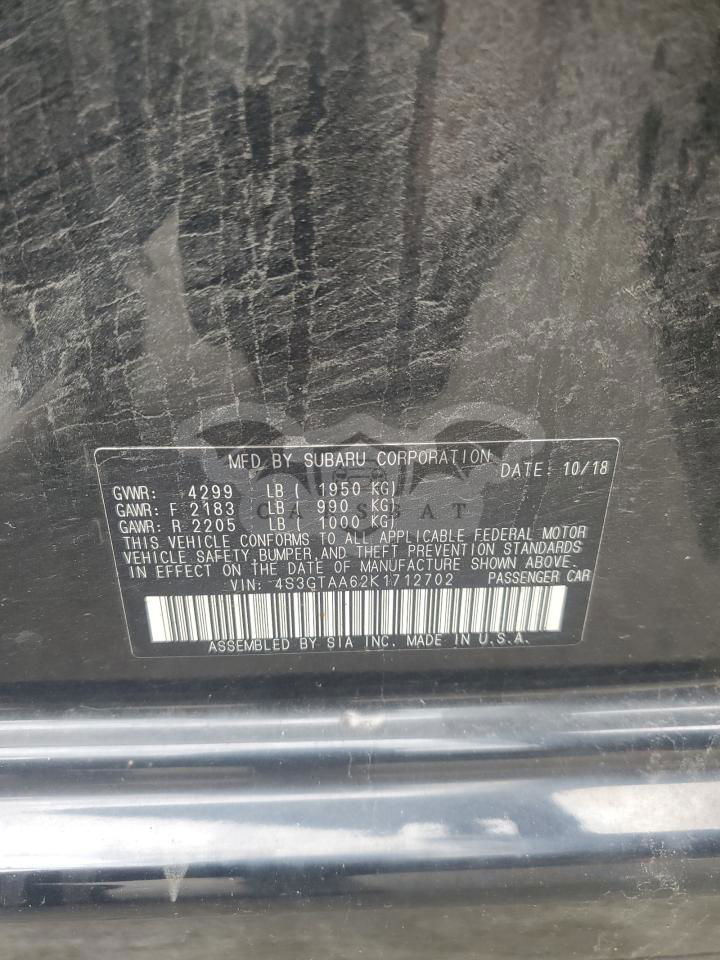 MFD BY SUBARU CORPORATION DATE: 10/18
GVWR: 4299 LB ( 1950 KG)
GAWR: F 2183 LB ( 990 KG)
GAWR: R 2205 LB ( 1000 KG)
THIS VEHICLE CONFORMS TO ALL APPLICABLE FEDERAL MOTOR
VEHICLE SAFETY, BUMPER, AND THEFT PREVENTION STANDARDS
IN EFFECT ON THE DATE OF MANUFACTURE SHOWN ABOVE.
VIN: 4S3GTAA62K1712702 PASSENGER CAR
ASSEMBLED BY SIA INC. MADE IN U.S.A.
CARSGAT